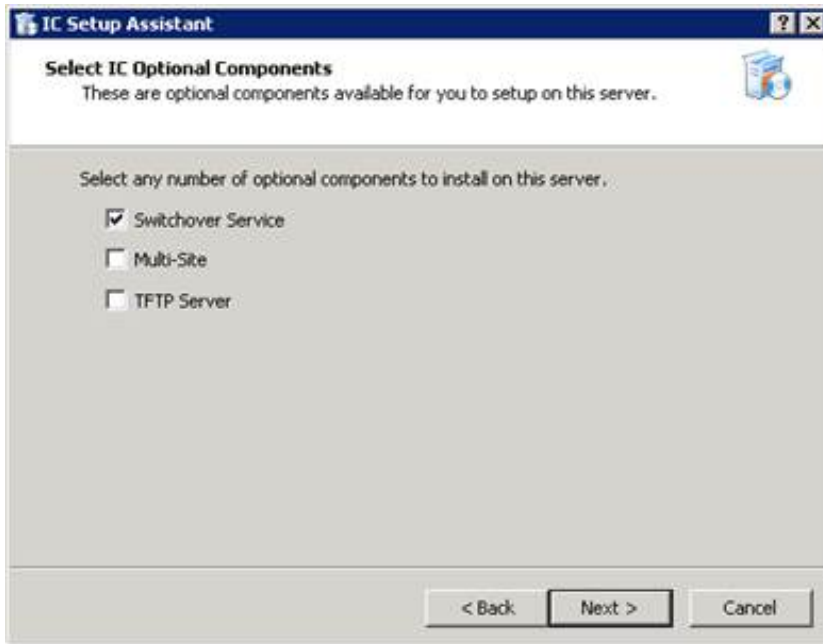 IC Setup Assistant
Select IC Optional Components
These are optional components available for you to setup on this server.
Select any number of optional components to install on this server.
Switchover Service
Multi-Site
TFTP Server
< Back Next > Cancel